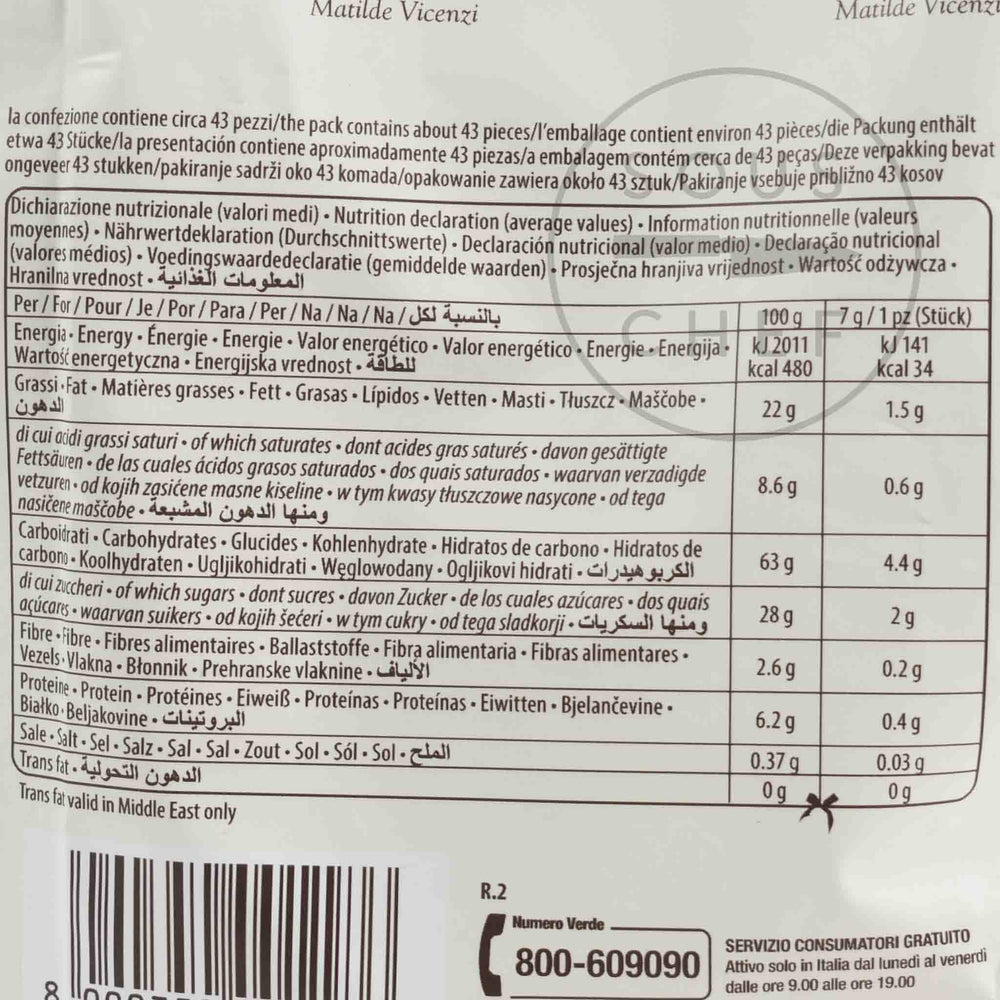 Matilde Vicenzi
Matilde Vicenzi
la confezione contiene circa 43 pezzi/the pack contains about 43 pieces/l'emballage contient environ 43 pièces/die Packung enthält
etwa 43 Stücke/la presentación contiene aproximadamente 43 piezas/a embalagem contém cerca de 43 peças/Deze verpakking bevat
ongeveer 43 stukken/pakiranje sadrži oko 43 komada/opakowanie zawiera około 43 sztuk/Pakiranje vsebuje približno 43 kosov
SOUS
CHEF
Dichiarazione nutrizionale (valori medi) • Nutrition declaration (average values) • Information nutritionnelle (valeurs
moyennes) • Nährwertdeklaration (Durchschnittswerte) • Declaración nutricional (valor medio) • Declaração nutricional
(valores médios) • Voedingswaardedeclaratie (gemiddelde waarden) • Prosječna hranjiva vrijednost • Wartość odżywcza •
Hranilna vrednost • المعلومات الغذائية
Per / For / Pour / Je / Por / Para / Per / Na / Na / Na / بالنسبة لكل 100 g 7 g / 1 pz (Stück)
Energia • Energy • Énergie • Energie • Valor energético • Valor energético • Energie • Energija • kJ 2011 kJ 141
Wartość energetyczna • Energijska vrednost • للطاقة kcal 480 kcal 34
Grassi • Fat • Matières grasses • Fett • Grasas • Lípidos • Vetten • Masti • Tłuszcz • Maščobe •
الدهون 22 g 1.5 g
di cui acidi grassi saturi • of which saturates • dont acides gras saturés • davon gesättigte
Fettsäuren • de las cuales ácidos grasos saturados • dos quais saturados • waarvan verzadigde
vetzuren • od kojih zasićene masne kiseline • w tym kwasy tłuszczowe nasycone • od tega 8.6 g 0.6 g
nasičene maščobe • ومنها الدهون المشبعة
Carboidrati • Carbohydrates • Glucides • Kohlenhydrate • Hidratos de carbono • Hidratos de
carbono • Koolhydraten • Ugljikohidrati • Węglowodany • Ogljikovi hidrati • الكربوهيدرات 63 g 4.4 g
di cui zuccheri • of which sugars • dont sucres • davon Zucker • de los cuales azúcares • dos quais
açúcares • waarvan suikers • od kojih šećeri • w tym cukry • od tega sladkorji • ومنها السكريات 28 g 2 g
Fibre • Fibre • Fibres alimentaires • Ballaststoffe • Fibra alimentaria • Fibras alimentares •
Vezels • Vlakna • Błonnik • Prehranske vlaknine • الألياف 2.6 g 0.2 g
Proteine • Protein • Protéines • Eiweiß • Proteínas • Proteínas • Eiwitten • Bjelančevine •
Białko • Beljakovine • البروتينات 6.2 g 0.4 g
Sale • Salt • Sel • Salz • Sal • Sal • Zout • Sol • Sól • Sol • الملح 0.37 g 0.03 g
Trans fat • الدهون التحولية 0 g 0 g
Trans fat valid in Middle East only
R.2
Numero Verde
800-609090
SERVIZIO CONSUMATORI GRATUITO
Attivo solo in Italia dal lunedì al venerdì
dalle ore 9.00 alle ore 19.00
8